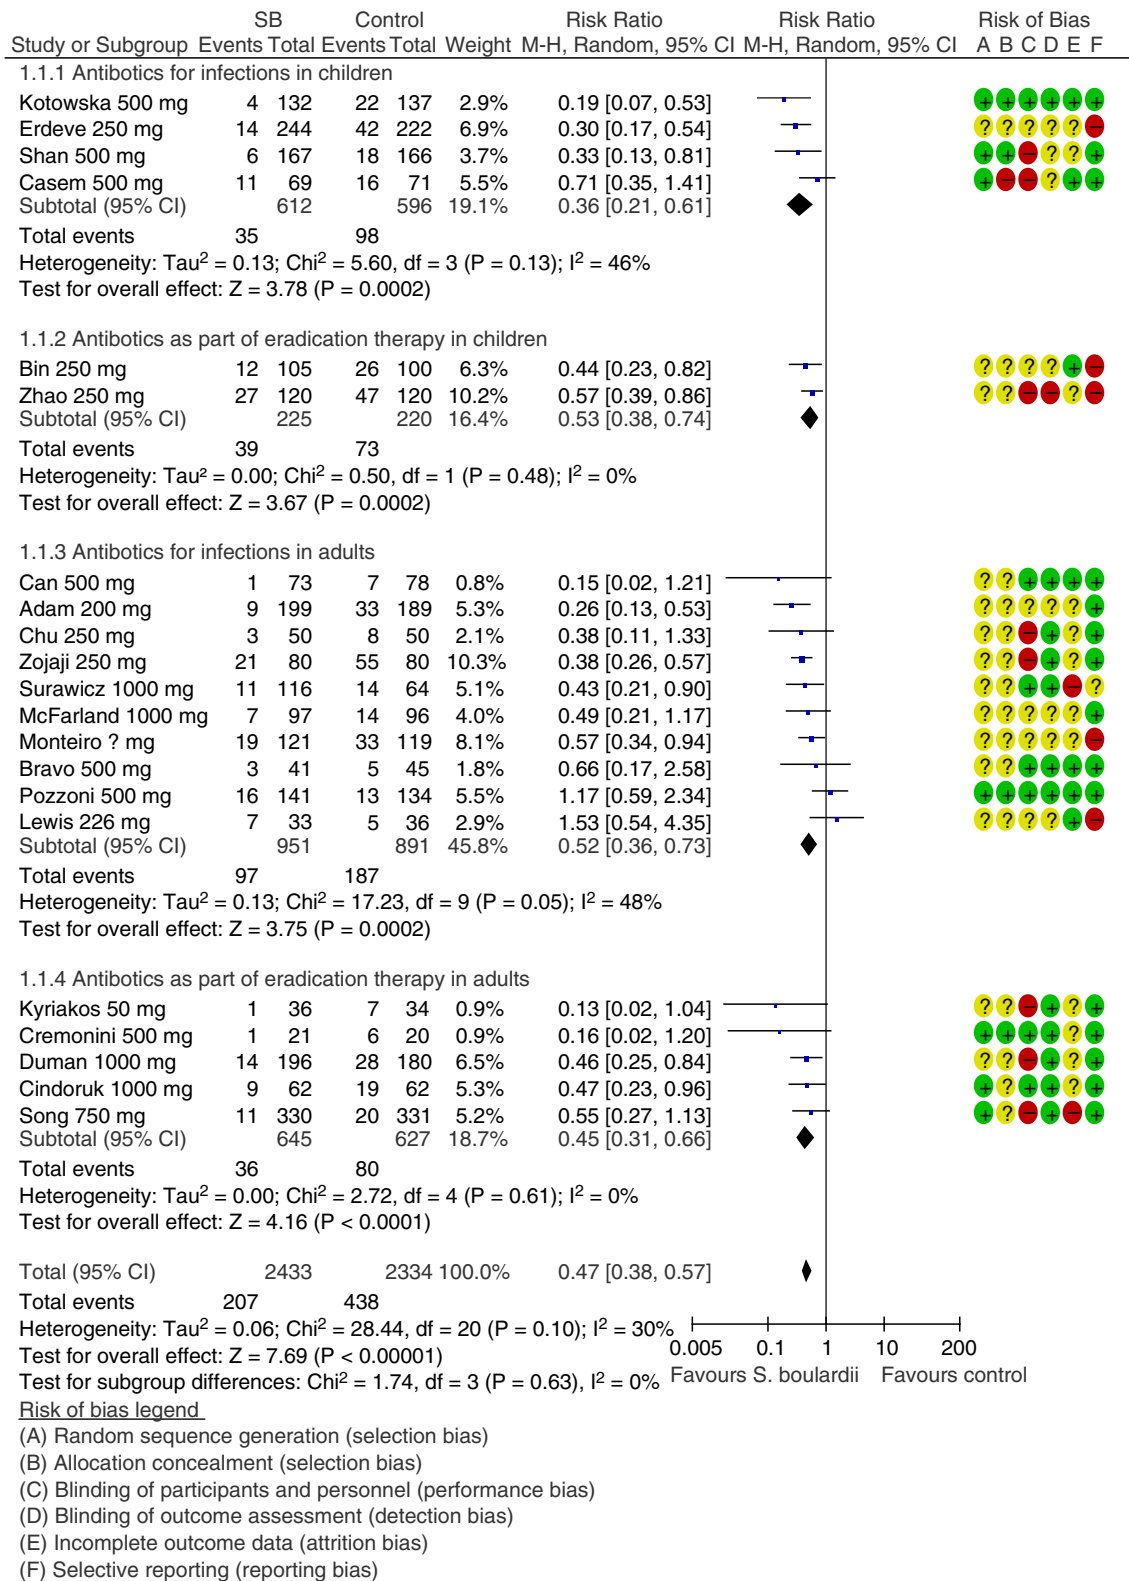 SB Control Risk Ratio Risk Ratio Risk of Bias
Study or Subgroup Events Total Events Total Weight M-H, Random, 95% CI M-H, Random, 95% CI A B C D E F
1.1.1 Antibotics for infections in children
Kotowska 500 mg 4 132 22 137 2.9% 0.19 [0.07, 0.53] + + + + + +
Erdeve 250 mg 14 244 42 222 6.9% 0.30 [0.17, 0.54] ? ? ? ? ? −
Shan 500 mg 6 167 18 166 3.7% 0.33 [0.13, 0.81] + + − ? ? +
Casem 500 mg 11 69 16 71 5.5% 0.71 [0.35, 1.41] + − − ? + +
Subtotal (95% CI) 612 596 19.1% 0.36 [0.21, 0.61]
Total events 35 98
Heterogeneity: Tau² = 0.13; Chi² = 5.60, df = 3 (P = 0.13); I² = 46%
Test for overall effect: Z = 3.78 (P = 0.0002)
1.1.2 Antibotics as part of eradication therapy in children
Bin 250 mg 12 105 26 100 6.3% 0.44 [0.23, 0.82] ? ? ? ? + −
Zhao 250 mg 27 120 47 120 10.2% 0.57 [0.39, 0.86] ? ? − − ? −
Subtotal (95% CI) 225 220 16.4% 0.53 [0.38, 0.74]
Total events 39 73
Heterogeneity: Tau² = 0.00; Chi² = 0.50, df = 1 (P = 0.48); I² = 0%
Test for overall effect: Z = 3.67 (P = 0.0002)
1.1.3 Antibotics for infections in adults
Can 500 mg 1 73 7 78 0.8% 0.15 [0.02, 1.21] ? ? + + + +
Adam 200 mg 9 199 33 189 5.3% 0.26 [0.13, 0.53] ? ? ? ? ? +
Chu 250 mg 3 50 8 50 2.1% 0.38 [0.11, 1.33] ? ? − + ? +
Zojaji 250 mg 21 80 55 80 10.3% 0.38 [0.26, 0.57] ? ? − + ? +
Surawicz 1000 mg 11 116 14 64 5.1% 0.43 [0.21, 0.90] ? ? + + − ?
McFarland 1000 mg 7 97 14 96 4.0% 0.49 [0.21, 1.17] ? ? ? ? ? +
Monteiro ? mg 19 121 33 119 8.1% 0.57 [0.34, 0.94] ? ? ? ? ? −
Bravo 500 mg 3 41 5 45 1.8% 0.66 [0.17, 2.58] ? ? + + + +
Pozzoni 500 mg 16 141 13 134 5.5% 1.17 [0.59, 2.34] + + + + + +
Lewis 226 mg 7 33 5 36 2.9% 1.53 [0.54, 4.35] ? ? ? ? + −
Subtotal (95% CI) 951 891 45.8% 0.52 [0.36, 0.73]
Total events 97 187
Heterogeneity: Tau² = 0.13; Chi² = 17.23, df = 9 (P = 0.05); I² = 48%
Test for overall effect: Z = 3.75 (P = 0.0002)
1.1.4 Antibotics as part of eradication therapy in adults
Kyriakos 50 mg 1 36 7 34 0.9% 0.13 [0.02, 1.04] ? ? − + ? +
Cremonini 500 mg 1 21 6 20 0.9% 0.16 [0.02, 1.20] + + + + ? +
Duman 1000 mg 14 196 28 180 6.5% 0.46 [0.25, 0.84] ? ? − + ? +
Cindoruk 1000 mg 9 62 19 62 5.3% 0.47 [0.23, 0.96] + ? + + ? +
Song 750 mg 11 330 20 331 5.2% 0.55 [0.27, 1.13] + ? − + − +
Subtotal (95% CI) 645 627 18.7% 0.45 [0.31, 0.66]
Total events 36 80
Heterogeneity: Tau² = 0.00; Chi² = 2.72, df = 4 (P = 0.61); I² = 0%
Test for overall effect: Z = 4.16 (P < 0.0001)
Total (95% CI) 2433 2334 100.0% 0.47 [0.38, 0.57]
Total events 207 438
Heterogeneity: Tau² = 0.06; Chi² = 28.44, df = 20 (P = 0.10); I² = 30%
Test for overall effect: Z = 7.69 (P < 0.00001)
Test for subgroup differences: Chi² = 1.74, df = 3 (P = 0.63), I² = 0%
0.005 0.1 1 10 200
Favours S. boulardii Favours control
Risk of bias legend
(A) Random sequence generation (selection bias)
(B) Allocation concealment (selection bias)
(C) Blinding of participants and personnel (performance bias)
(D) Blinding of outcome assessment (detection bias)
(E) Incomplete outcome data (attrition bias)
(F) Selective reporting (reporting bias)